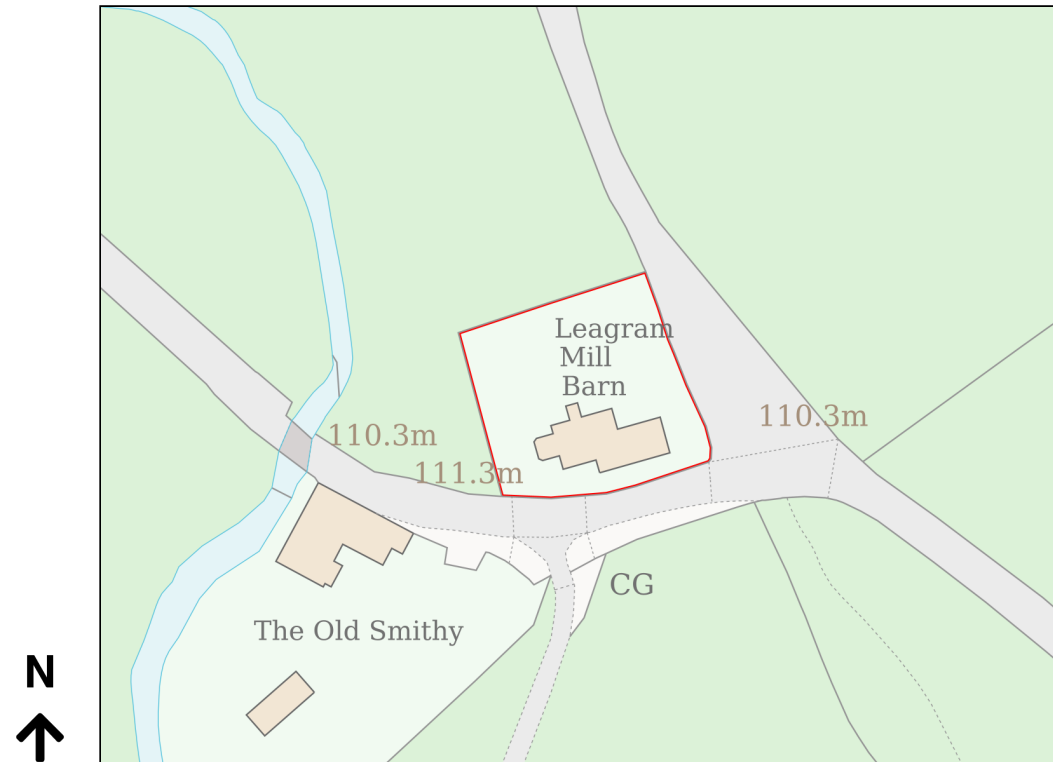 Leagram
Mill
Barn
110.3m
110.3m
111.3m
CG
The Old Smithy
N